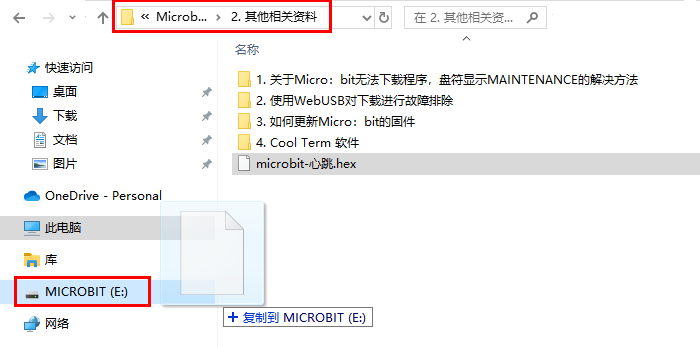 « Microb... › 2. 其他相关资料
在 2. 其他相关资...
名称
快速访问
桌面
下载
文档
图片
OneDrive - Personal
此电脑
库
MICROBIT (E:)
网络
1. 关于Micro：bit无法下载程序，盘符显示MAINTENANCE的解决方法
2. 使用WebUSB对下载进行故障排除
3. 如何更新Micro：bit的固件
4. Cool Term 软件
microbit-心跳.hex
+ 复制到 MICROBIT (E:)